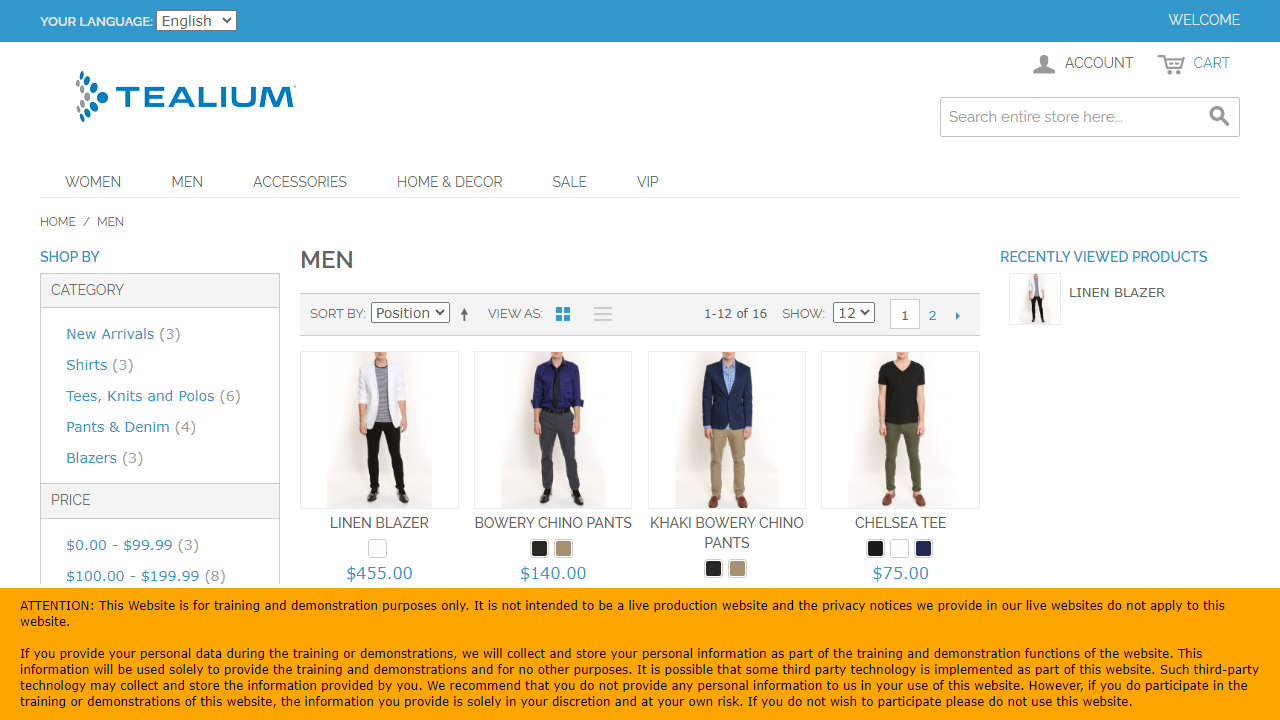 YOUR LANGUAGE: English
WELCOME
ACCOUNT
CART
TEALIUM
Search entire store here...
WOMEN
MEN
ACCESSORIES
HOME & DECOR
SALE
VIP
HOME / MEN
SHOP BY
CATEGORY
New Arrivals (3)
Shirts (3)
Tees, Knits and Polos (6)
Pants & Denim (4)
Blazers (3)
PRICE
$0.00 - $99.99 (3)
$100.00 - $199.99 (8)
MEN
SORT BY: Position
VIEW AS:
1-12 of 16
SHOW: 12
1 2
LINEN BLAZER
$455.00
BOWERY CHINO PANTS
$140.00
KHAKI BOWERY CHINO
PANTS
CHELSEA TEE
$75.00
RECENTLY VIEWED PRODUCTS
LINEN BLAZER
ATTENTION: This Website is for training and demonstration purposes only. It is not intended to be a live production website and the privacy notices we provide in our live websites do not apply to this
website.
If you provide your personal data during the training or demonstrations, we will collect and store your personal information as part of the training and demonstration functions of the website. This
information will be used solely to provide the training and demonstrations and for no other purposes. It is possible that some third party technology is implemented as part of this website. Such third-party
technology may collect and store the information provided by you. We recommend that you do not provide any personal information to us in your use of this website. However, if you do participate in the
training or demonstrations of this website, the information you provide is solely in your discretion and at your own risk. If you do not wish to participate please do not use this website.